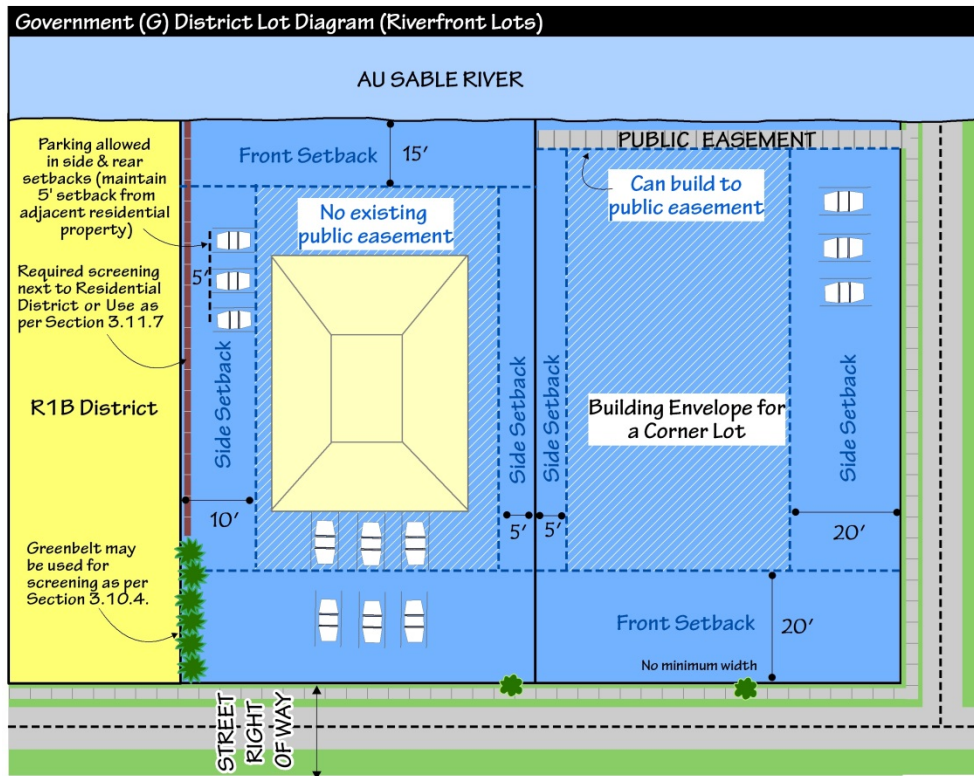 Government (G) District Lot Diagram (Riverfront Lots)
AU SABLE RIVER
Parking allowed
in side & rear
setbacks (maintain
5' setback from
adjacent residential
property)
Front Setback
15'
PUBLIC EASEMENT
No existing
public easement
Can build to
public easement
5'
Required screening
next to Residential
District or Use as
per Section 3.11.7
R1B District
Side Setback
Side Setback
Side Setback
Building Envelope for
a Corner Lot
Side Setback
10'
5'
5'
20'
Greenbelt may
be used for
screening as per
Section 3.10.4.
Front Setback
20'
No minimum width
STREET
RIGHT
OF WAY